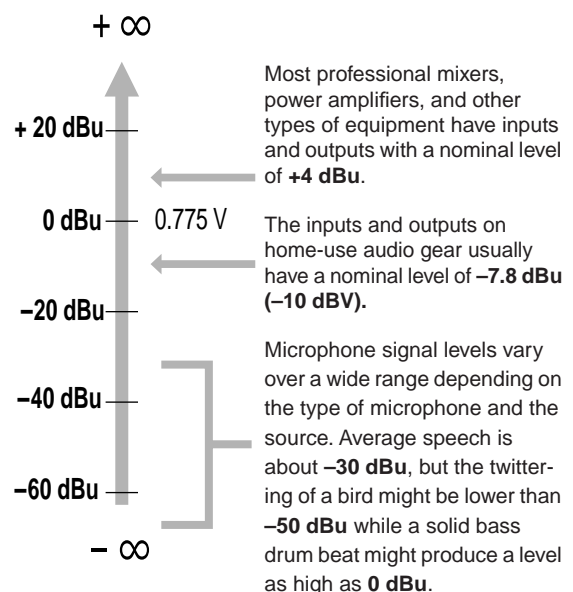 + ∞
+ 20 dBu
0 dBu
0.775 V
–20 dBu
–40 dBu
–60 dBu
– ∞
Most professional mixers,
power amplifiers, and other
types of equipment have inputs
and outputs with a nominal level
of +4 dBu.
The inputs and outputs on
home-use audio gear usually
have a nominal level of –7.8 dBu
(–10 dBV).
Microphone signal levels vary
over a wide range depending on
the type of microphone and the
source. Average speech is
about –30 dBu, but the twitter-
ing of a bird might be lower than
–50 dBu while a solid bass
drum beat might produce a level
as high as 0 dBu.